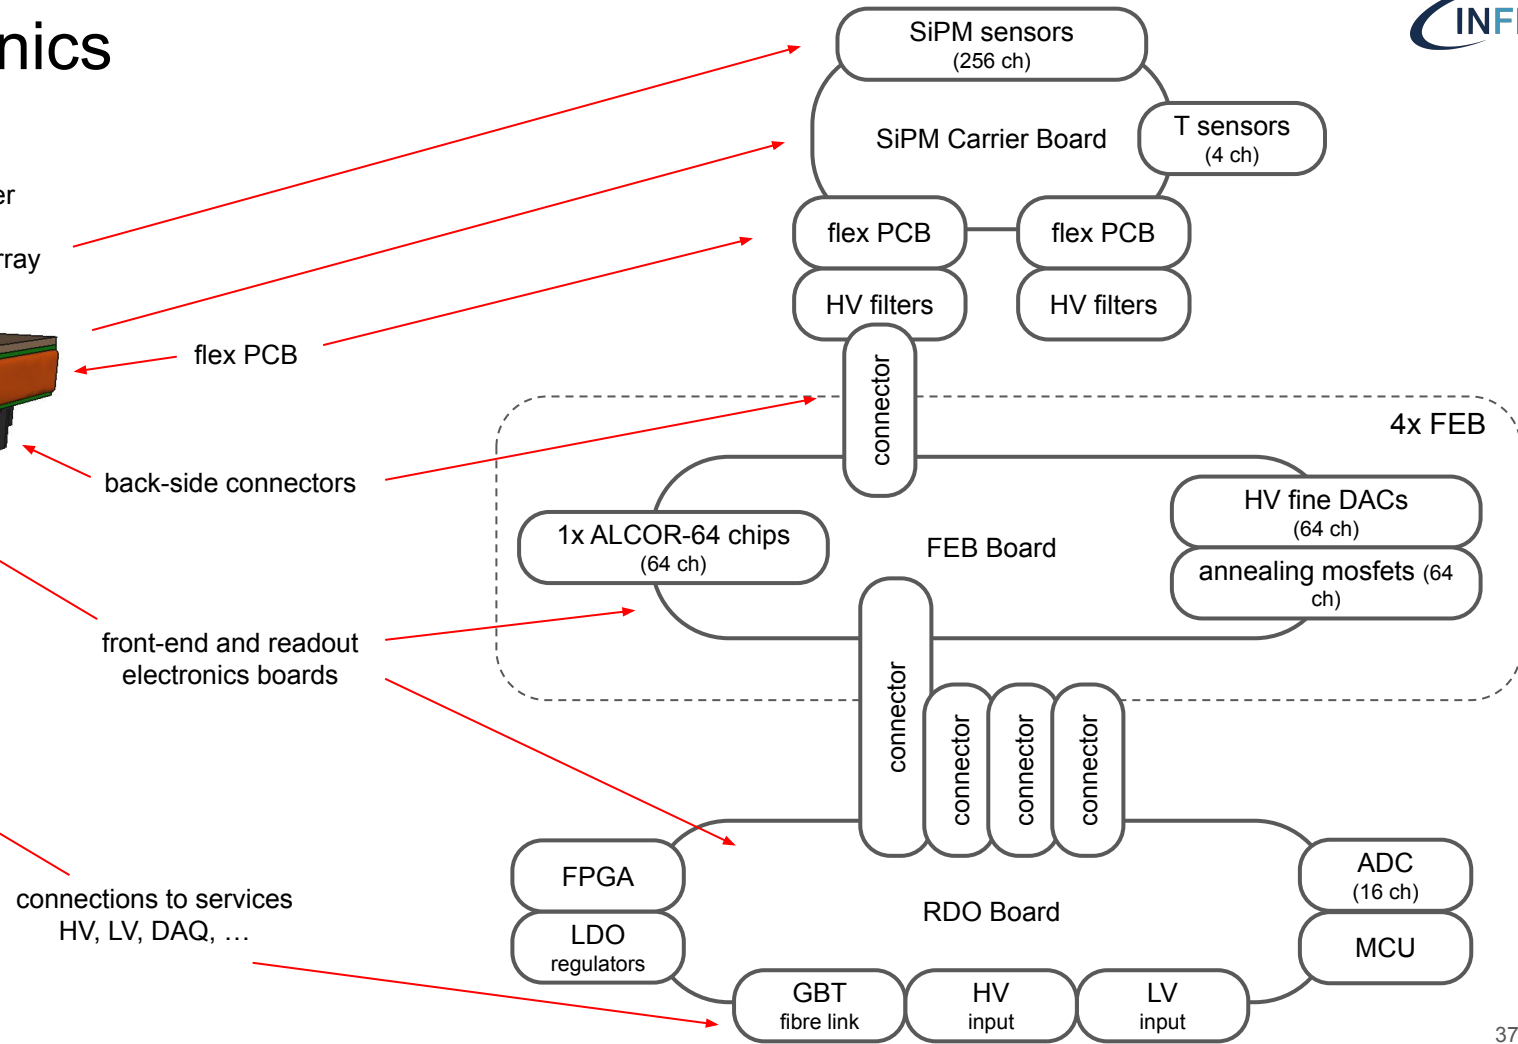 nics
INF
SiPM sensors
(256 ch)
SiPM Carrier Board
T sensors
(4 ch)
er
rray
flex PCB
flex PCB
HV filters
HV filters
flex PCB
connector
4x FEB
back-side connectors
HV fine DACs
(64 ch)
1x ALCOR-64 chips
(64 ch)
FEB Board
annealing mosfets (64
ch)
front-end and readout
electronics boards
connector
connector
connector
connector
FPGA
ADC
(16 ch)
connections to services
HV, LV, DAQ, …
RDO Board
LDO
regulators
MCU
GBT
fibre link
HV
input
LV
input
37